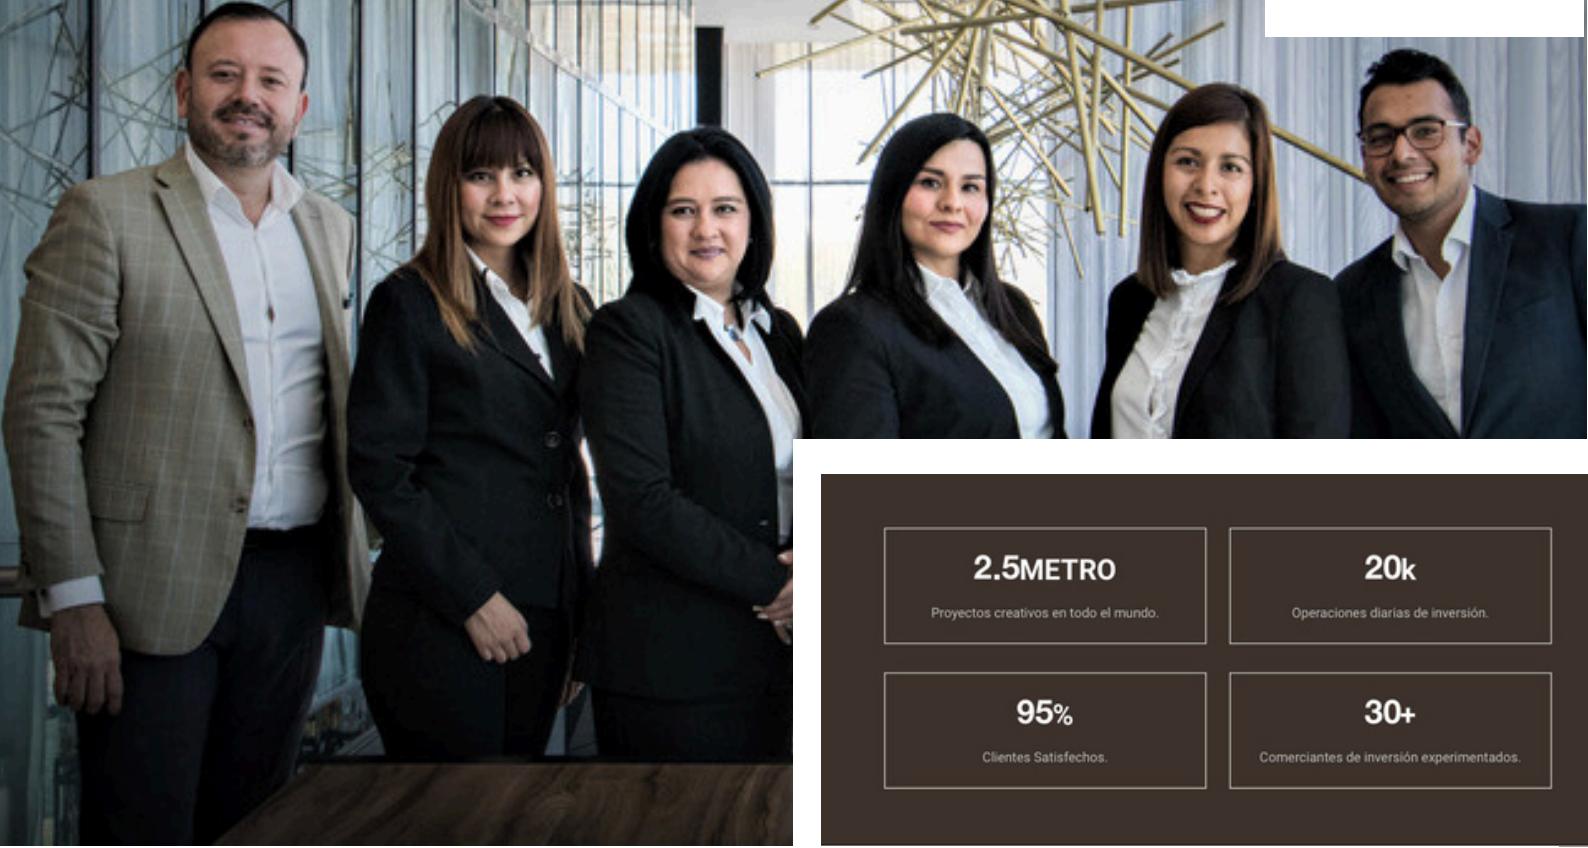 2.5METRO
Proyectos creativos en todo el mundo.
20k
Operaciones diarias de inversión.
95%
Clientes Satisfechos.
30+
Comerciantes de inversión experimentados.